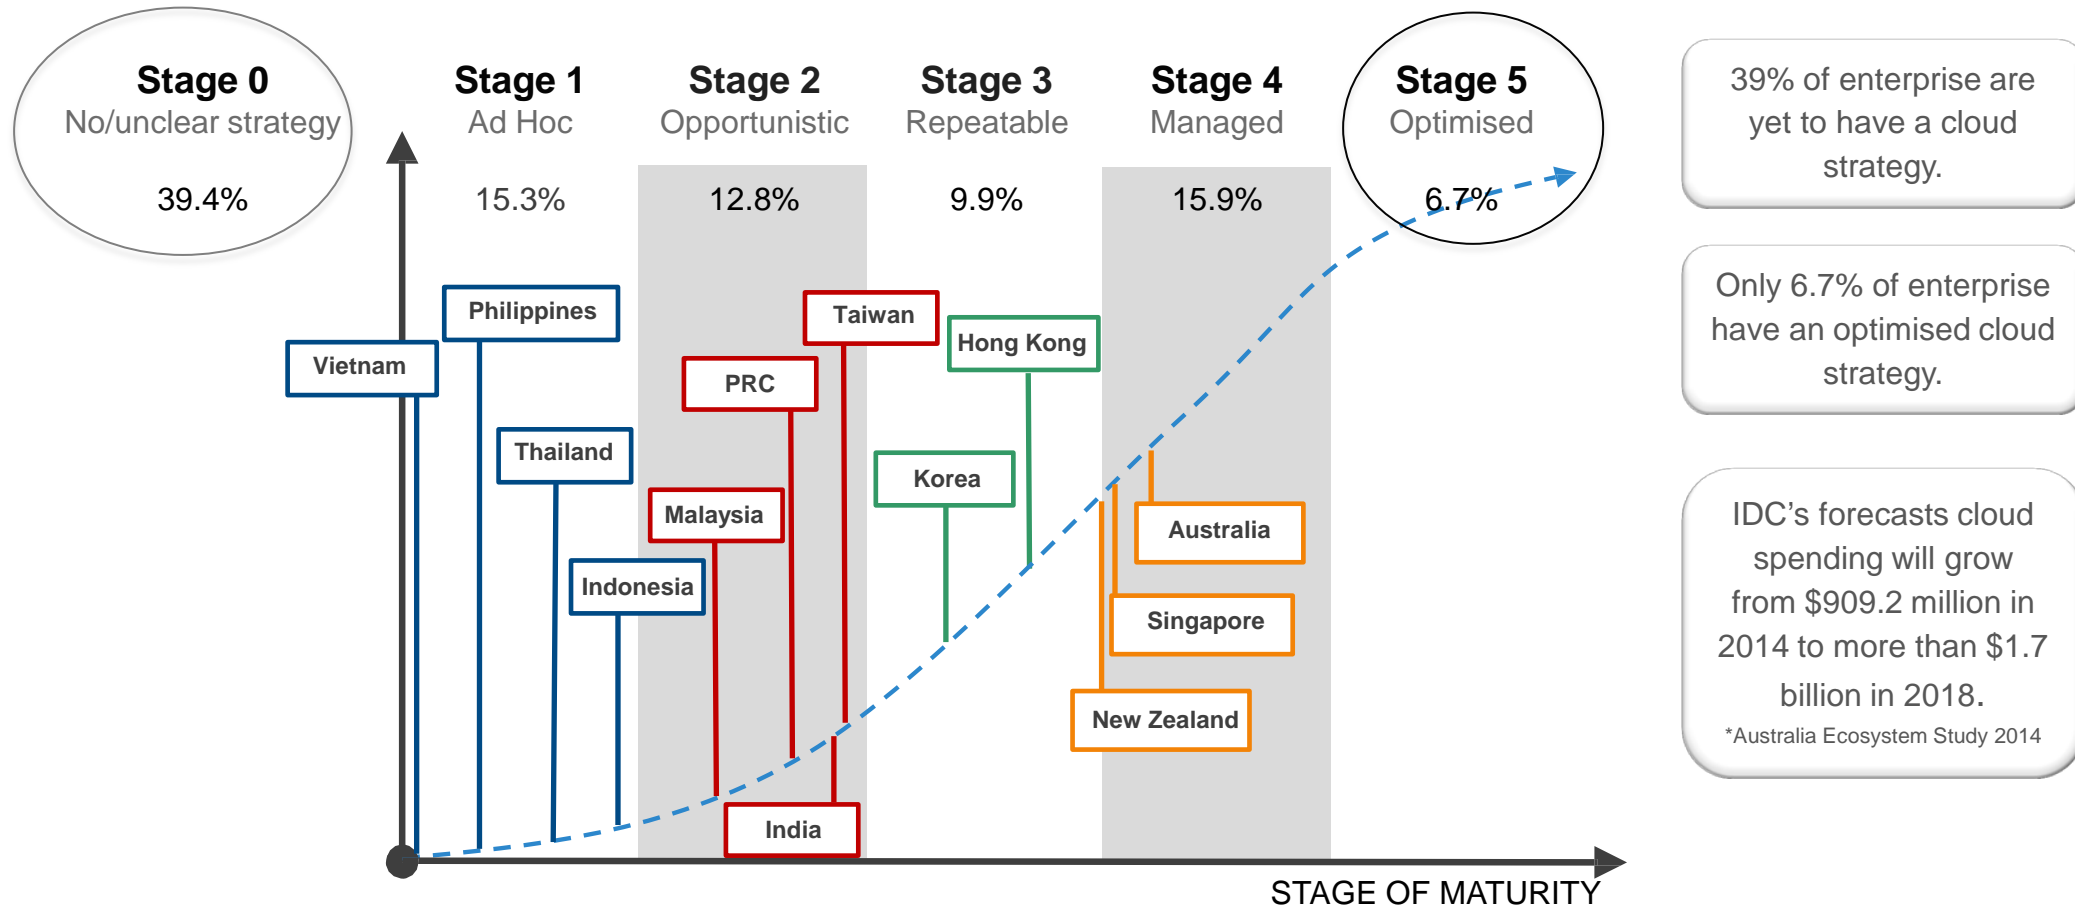 Stage 0
No/unclear strategy
39.4%
Stage 1
Ad Hoc
15.3%
Stage 2
Opportunistic
12.8%
Stage 3
Repeatable
9.9%
Stage 4
Managed
15.9%
Stage 5
Optimised
6.7%
Vietnam
Philippines
Thailand
Indonesia
Malaysia
PRC
Taiwan
India
Korea
Hong Kong
Australia
Singapore
New Zealand
STAGE OF MATURITY
39% of enterprise are
yet to have a cloud
strategy.
Only 6.7% of enterprise
have an optimised cloud
strategy.
IDC’s forecasts cloud
spending will grow
from $909.2 million in
2014 to more than $1.7
billion in 2018.
*Australia Ecosystem Study 2014